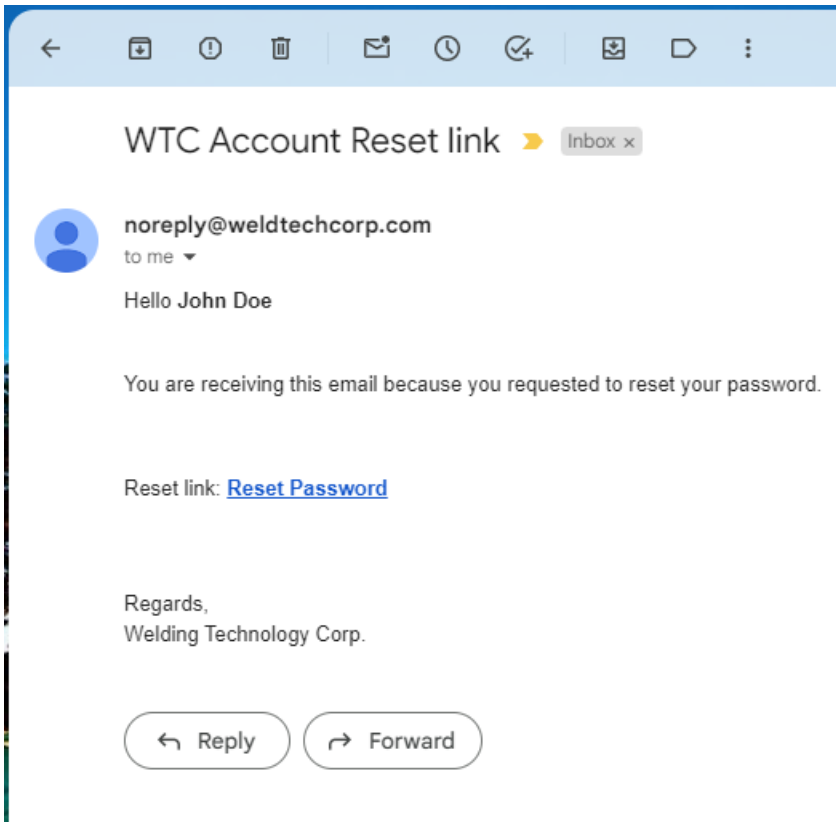 WTC Account Reset link Inbox x
noreply@weldtechcorp.com
to me
Hello John Doe
You are receiving this email because you requested to reset your password.
Reset link: Reset Password
Regards,
Welding Technology Corp.
Reply Forward